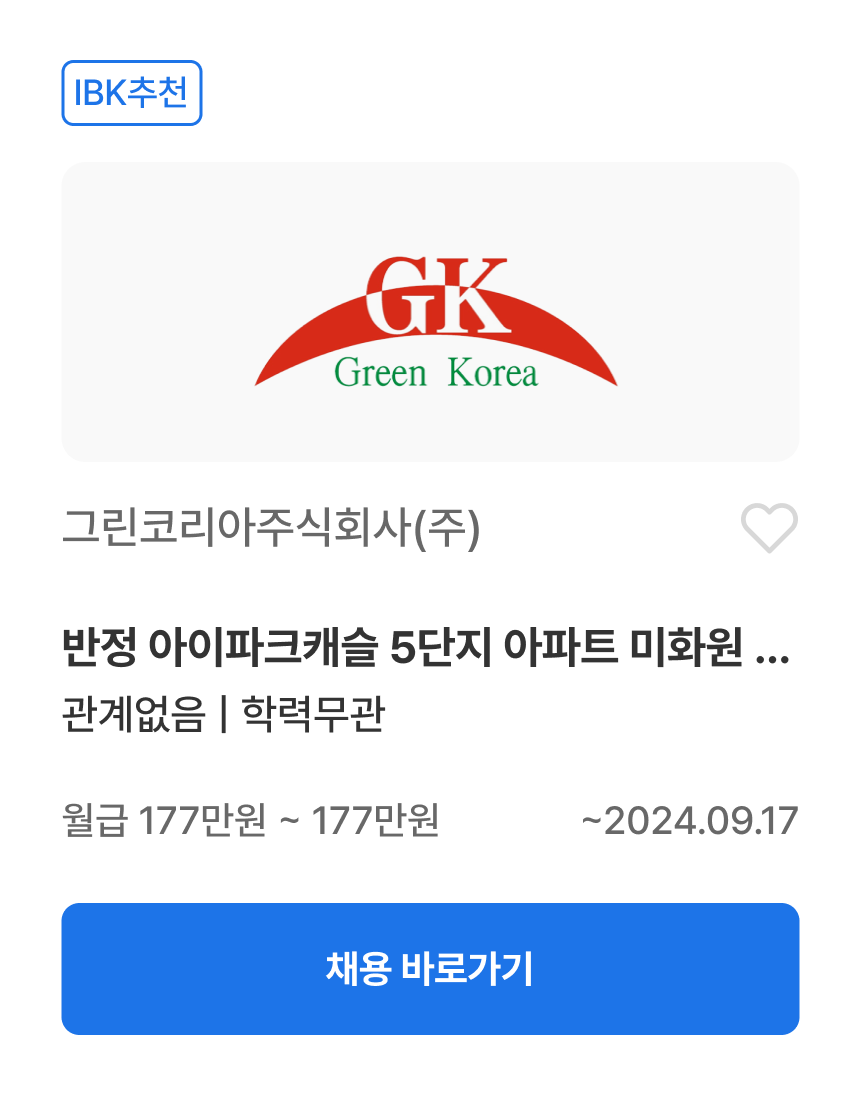 IBK추천
GK
Green Korea
그린코리아주식회사(주)
반정 아이파크캐슬 5단지 아파트 미화원 ...
관계없음 | 학력무관
월급 177만원 ~ 177만원 ~2024.09.17
채용 바로가기